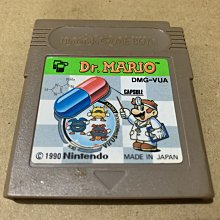 Nintendo GAME BOY
Dr. MARIO
DMG-VUA
CAPSULE
© 1990 Nintendo
MADE IN JAPAN